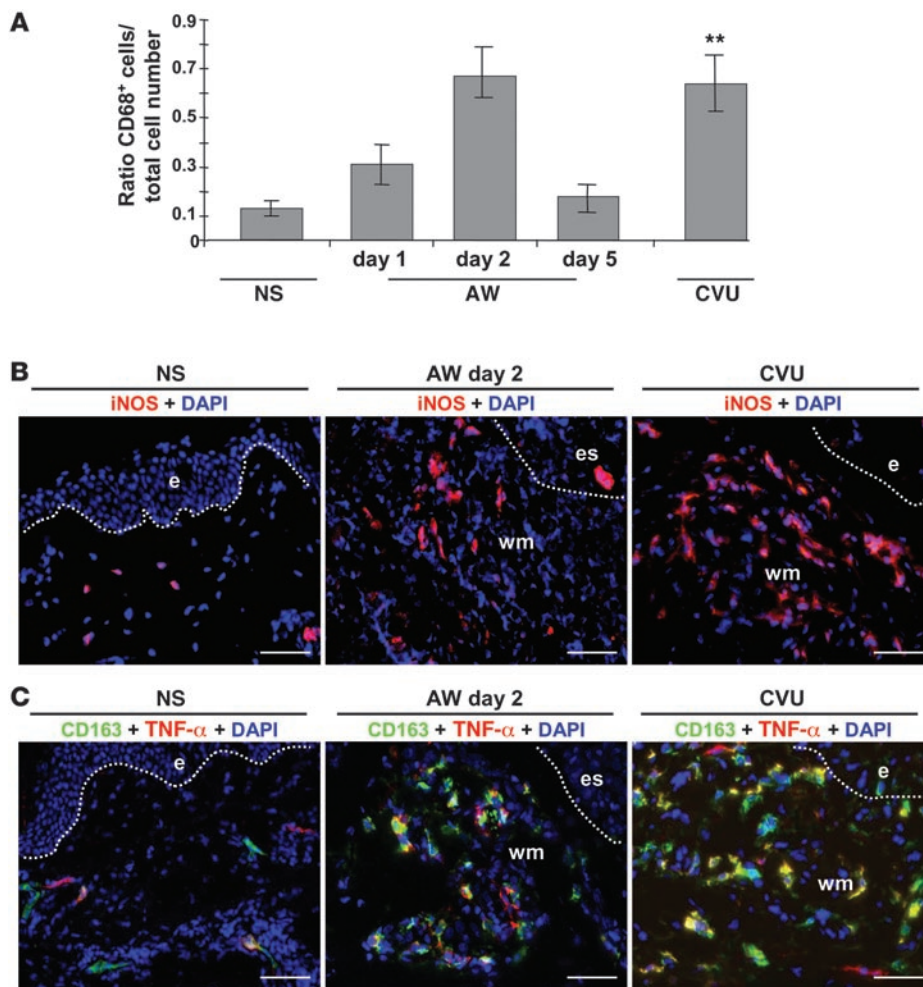 A
Ratio CD68⁺ cells/
total cell number
0.9
0.7
0.5
0.3
0.1
0
**
day 1 day 2 day 5
NS AW CVU
B
NS AW day 2 CVU
iNOS + DAPI iNOS + DAPI iNOS + DAPI
e es e
wm wm
C
NS AW day 2 CVU
CD163 + TNF-α + DAPI CD163 + TNF-α + DAPI CD163 + TNF-α + DAPI
e es e
wm wm